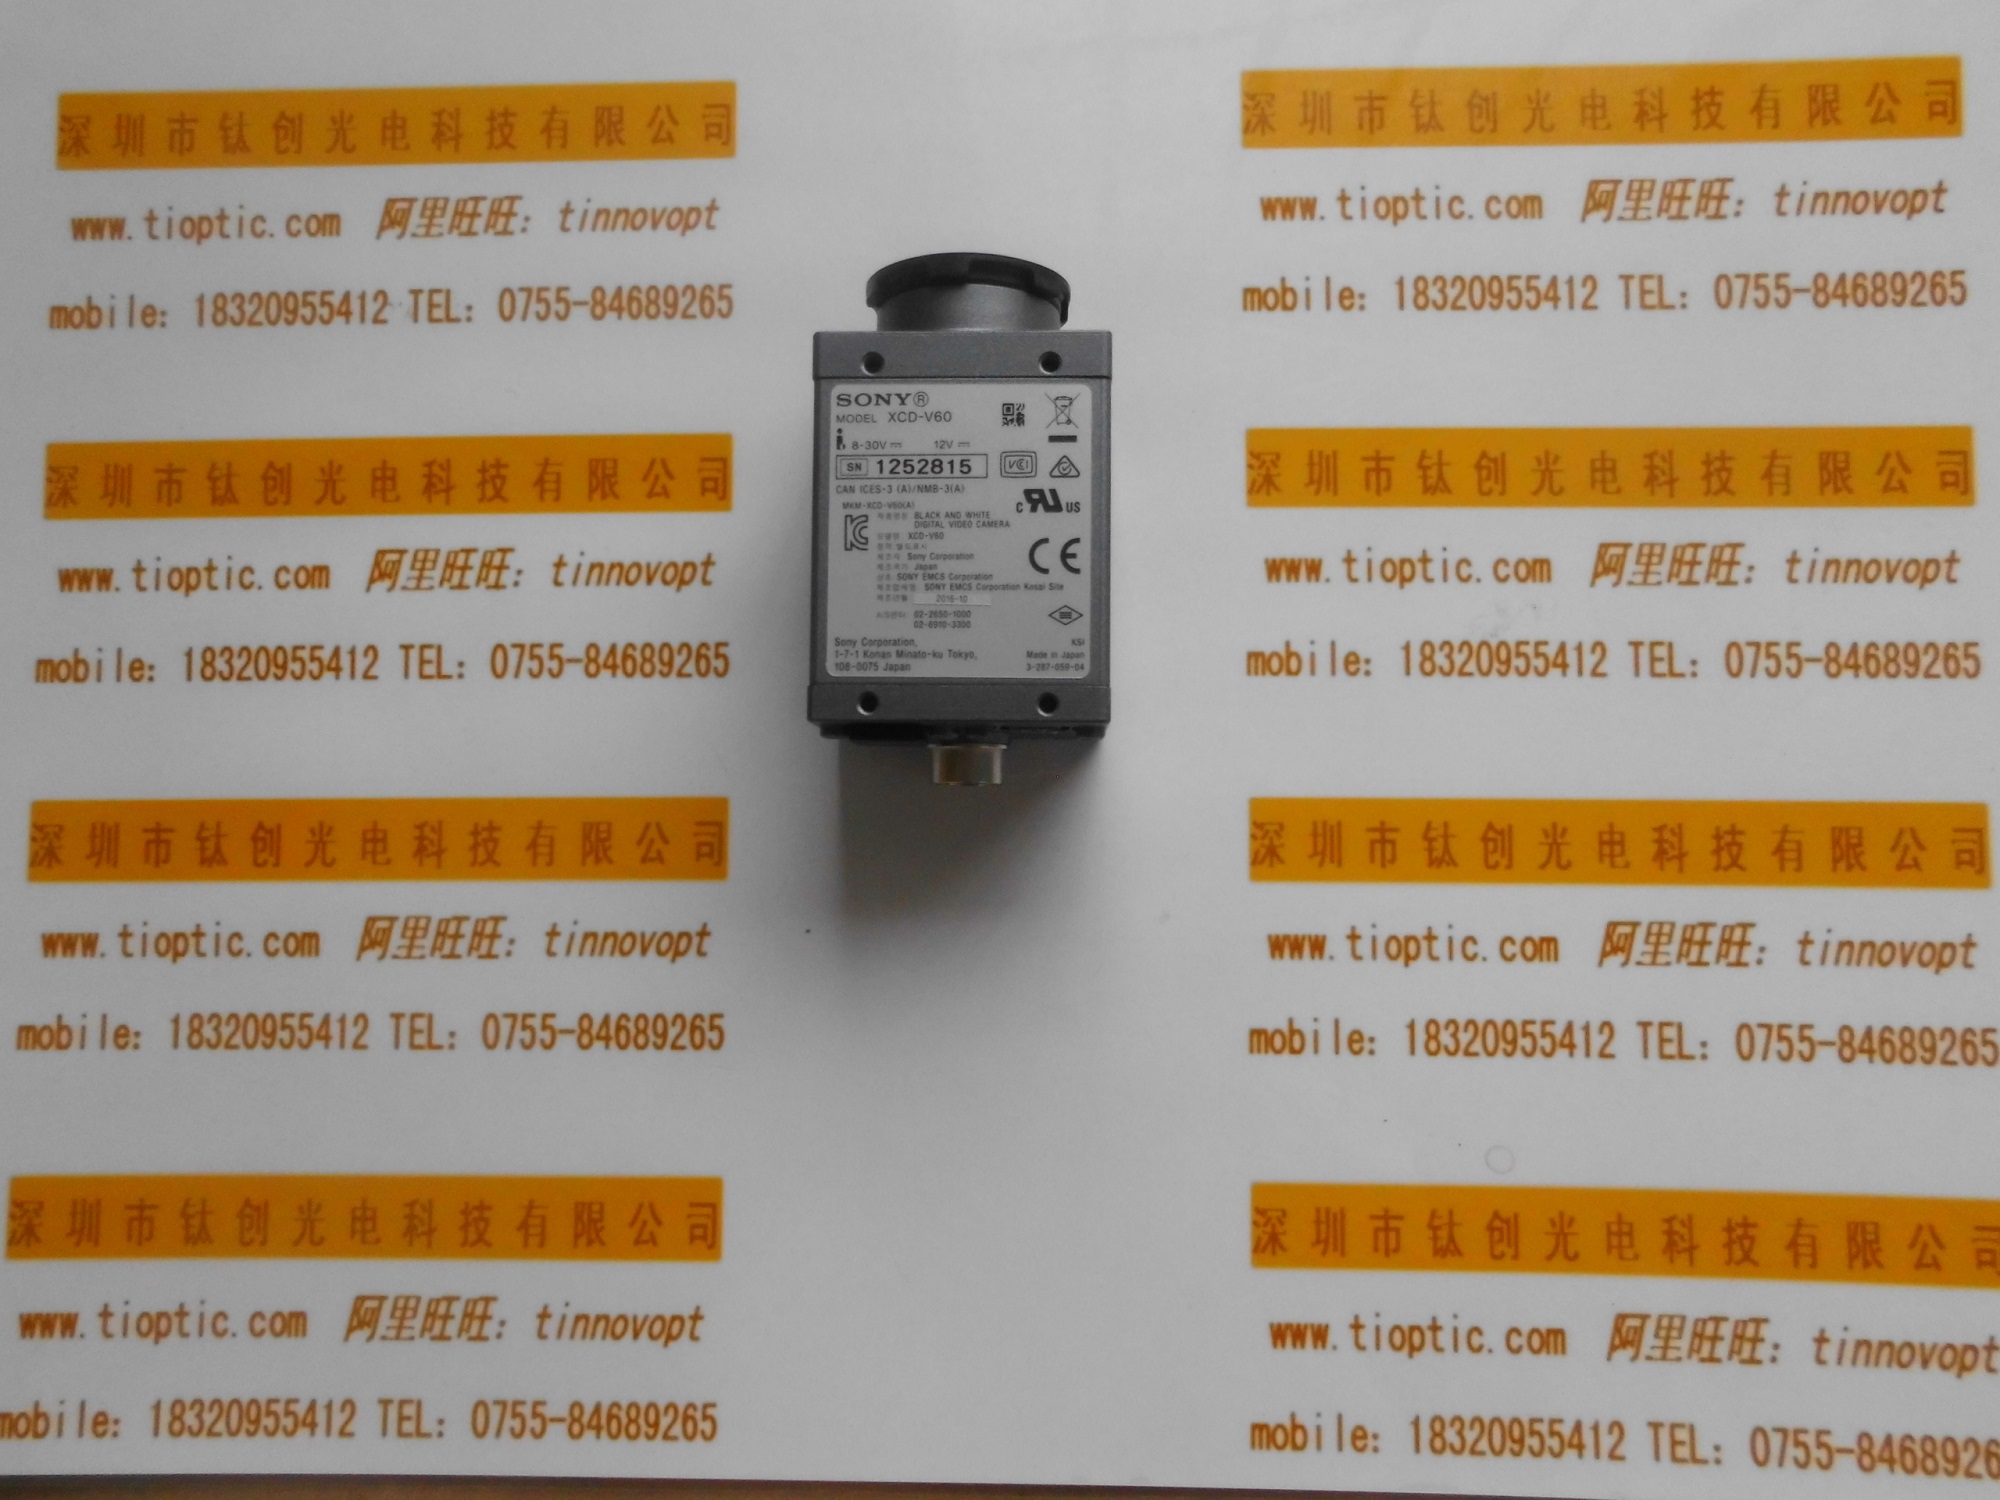 深圳市钛创光电科技有限公司
www.tioptic.com 阿里旺旺：tinnovopt
mobile：18320955412 TEL：0755-84689265
深圳市钛创光电科技有限公司
www.tioptic.com 阿里旺旺：tinnovopt
mobile：18320955412 TEL：0755-84689265
深圳市钛创光电科技有限公司
www.tioptic.com 阿里旺旺：tinnovopt
mobile：18320955412 TEL：0755-84689265
深圳市钛创光电科技有限公司
www.tioptic.com 阿里旺旺：tinnovopt
mobile：18320955412 TEL：0755-84689265
SONY®
MODEL XCD-V60
8-30V 12V
SN 1252815
VCI
CAN ICES-3 (A)/NMB-3(A)
C US
MKM-XCD-V60(A)
BLACK AND WHITE
DIGITAL VIDEO CAMERA
XCD-V60
CE
Sony Corporation
Japan
SONY EMCS Corporation
SONY EMCS Corporation Kosai Site
2016-10
02-2650-1000
02-6910-3300
Sony Corporation,
1-7-1 Konan Minato-ku Tokyo,
108-0075 Japan
KSI
Made in Japan
3-287-059-04
深圳市钛创光电科技有限公司
www.tioptic.com 阿里旺旺：tinnovopt
mobile：18320955412 TEL：0755-84689265
深圳市钛创光电科技有限公司
www.tioptic.com 阿里旺旺：tinnovopt
mobile：18320955412 TEL：0755-84689265
深圳市钛创光电科技有限公司
www.tioptic.com 阿里旺旺：tinnovopt
mobile：18320955412 TEL：0755-84689265
深圳市钛创光电科技有限公司
www.tioptic.com 阿里旺旺：tinnovopt
mobile：18320955412 TEL：0755-8468926